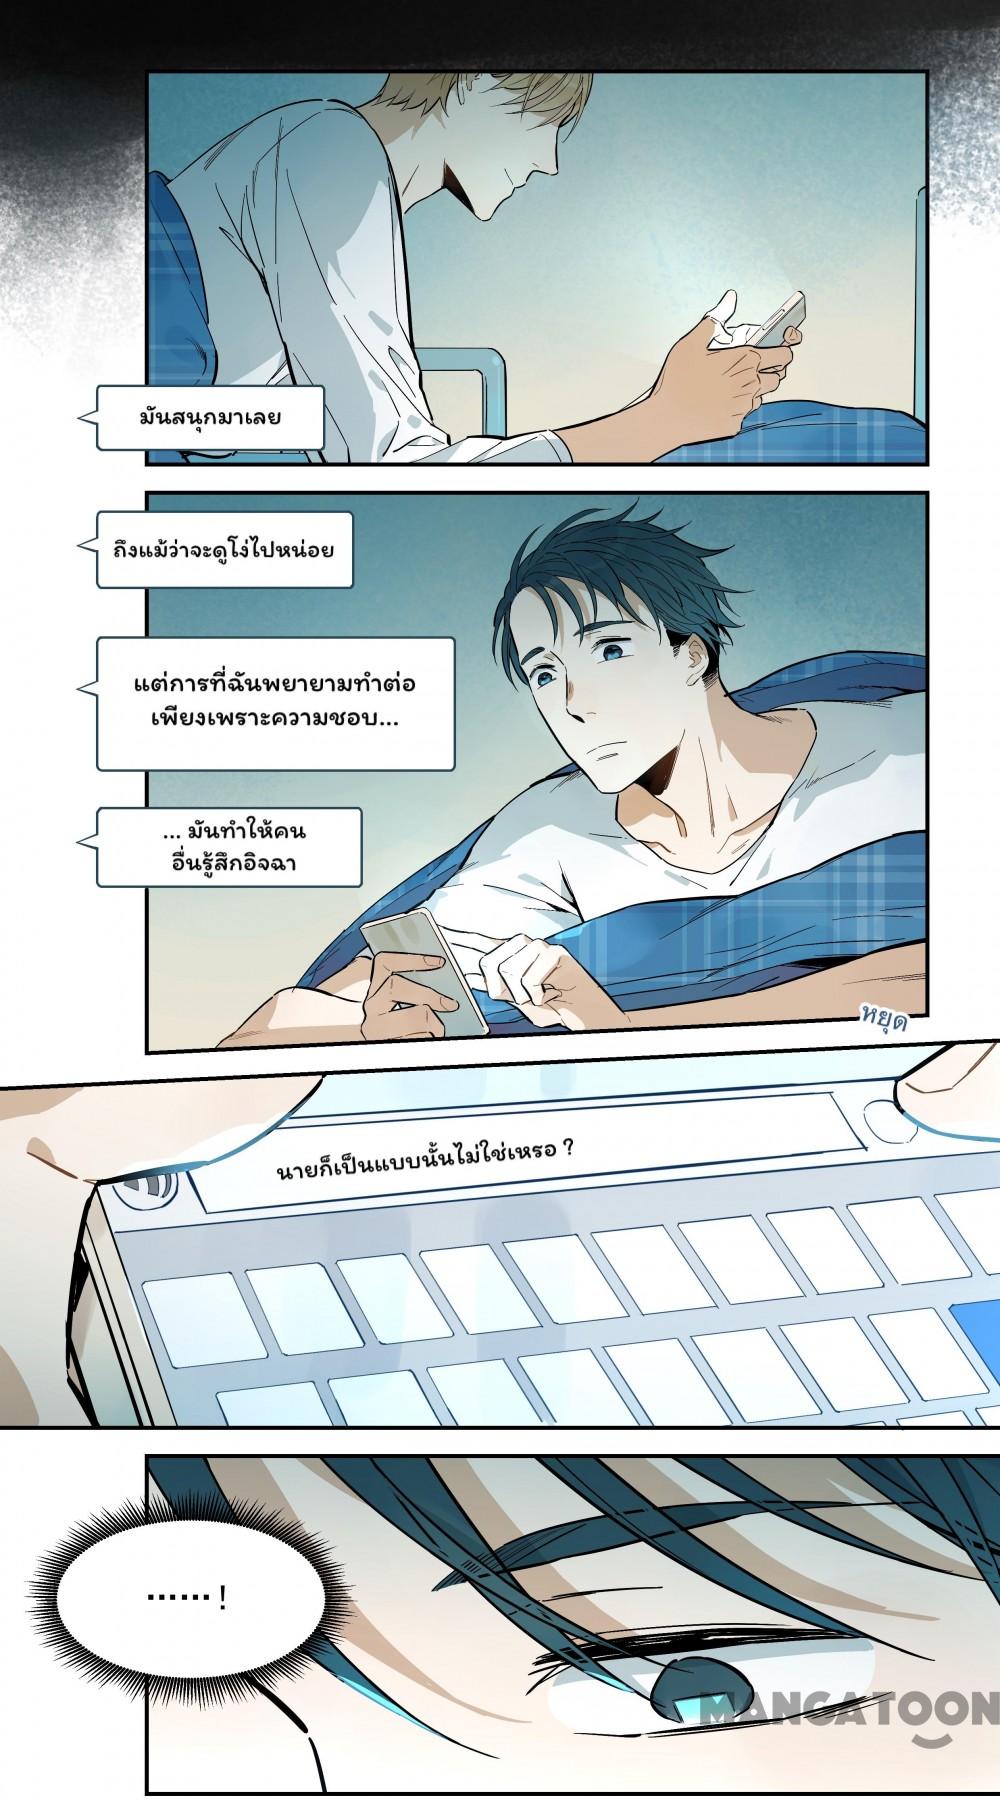 มันสนุกมาเลย
ถึงแม้ว่าจะดูโง่ไปหน่อย
แต่การที่ฉันพยายามทำต่อ
เพียงเพราะความชอบ...
... มันทำให้คน
อื่นรู้สึกอิจฉา
หยุด
นายก็เป็นแบบนั้นไม่ใช่เหรอ ?
...... !
MANGATOON